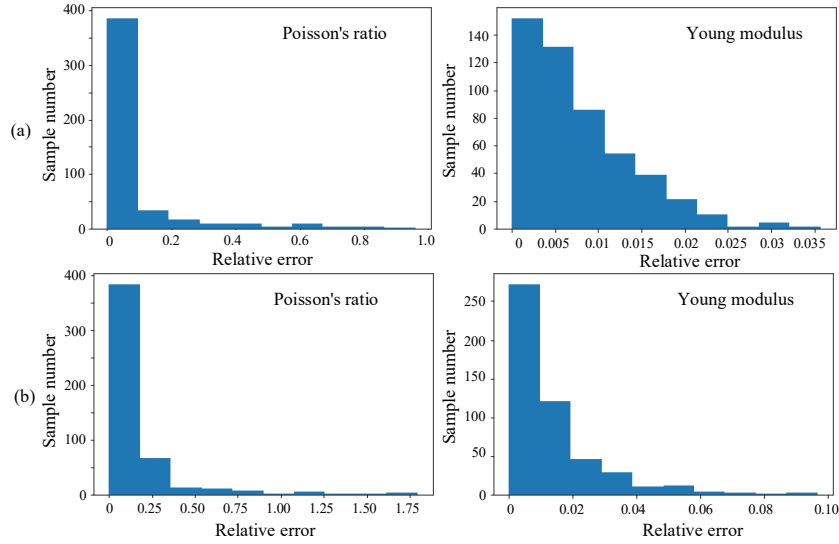 (a)
Poisson's ratio
Sample number
400
300
200
100
0
0 0.2 0.4 0.6 0.8 1.0
Relative error
Young modulus
Sample number
140
120
100
80
60
40
20
0
0 0.005 0.01 0.015 0.02 0.025 0.03 0.035
Relative error
(b)
Poisson's ratio
Sample number
400
300
400
300
100
0
0 0.25 0.50 0.75 1.00 1.25 1.50 1.75
Relative error
Young modulus
Sample number
250
200
150
100
50
0
0 0.02 0.04 0.06 0.08 0.10
Relative error